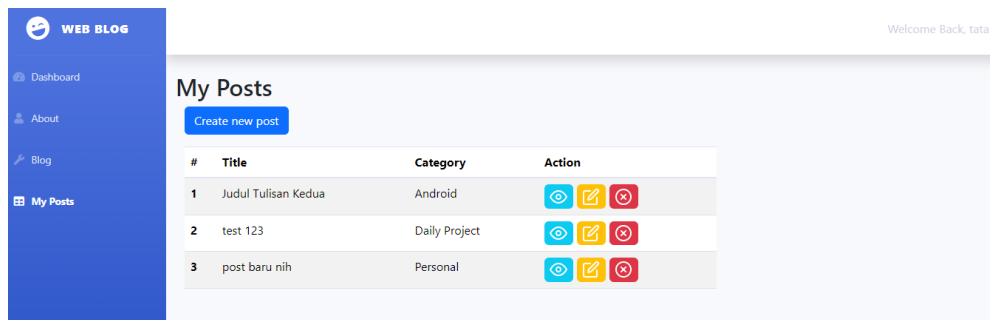 WEB BLOG
Welcome Back, tata
Dashboard
About
Blog
My Posts
My Posts
Create new post
# Title Category Action
1 Judul Tulisan Kedua Android
2 test 123 Daily Project
3 post baru nih Personal